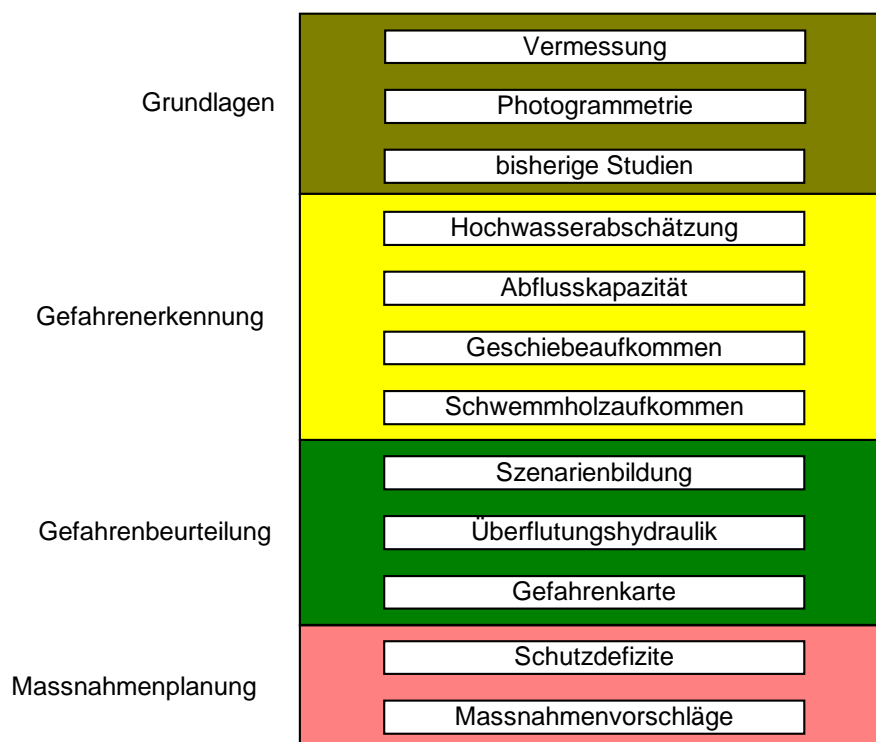 Grundlagen
Vermessung
Photogrammetrie
bisherige Studien
Gefahrenerkennung
Hochwasserabschätzung
Abflusskapazität
Geschiebeaufkommen
Schwemmholzaufkommen
Gefahrenbeurteilung
Szenarienbildung
Überflutungshydraulik
Gefahrenkarte
Massnahmenplanung
Schutzdefizite
Massnahmenvorschläge